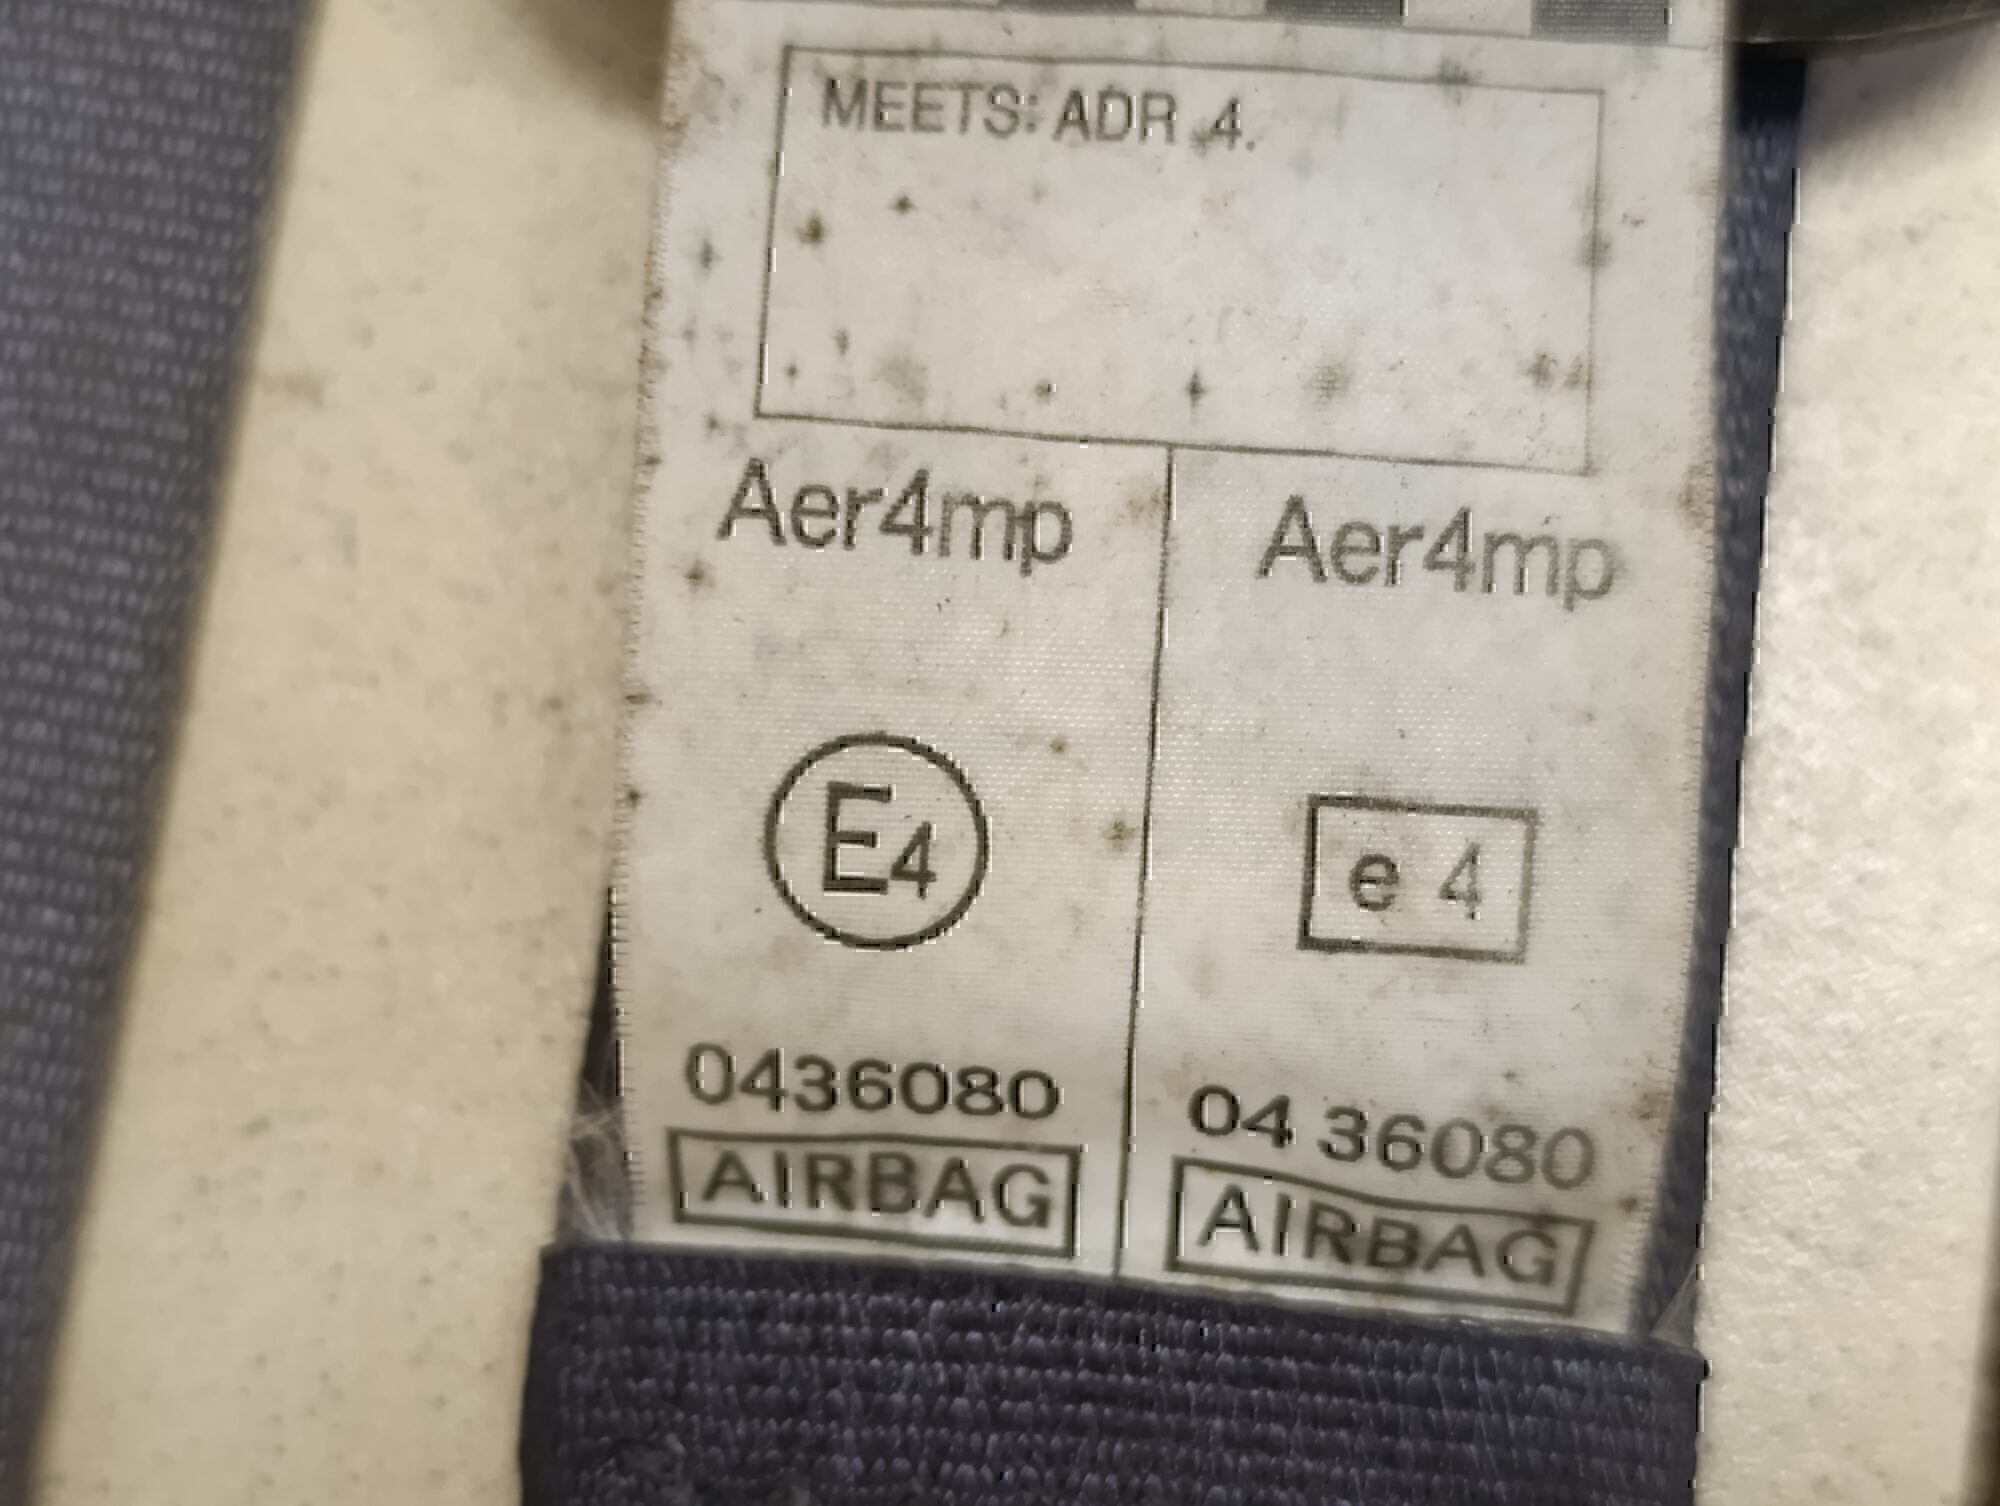 MEETS: ADR 4.
Aer4mp
Aer4mp
E4
e 4
0436080
04 36080
AIRBAG
AIRBAG